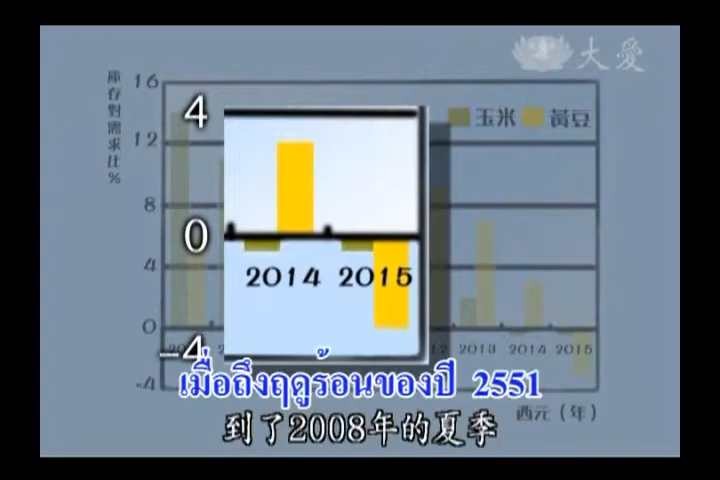 大愛
庫存對需求比%
16
12
8
4
0
-4
玉米 黃豆
4
0
-4
2014 2015
12 2013 2014 2015
西元(年)
เมื่อถึงฤดูร้อนของปี 2551
到了2008年的夏季